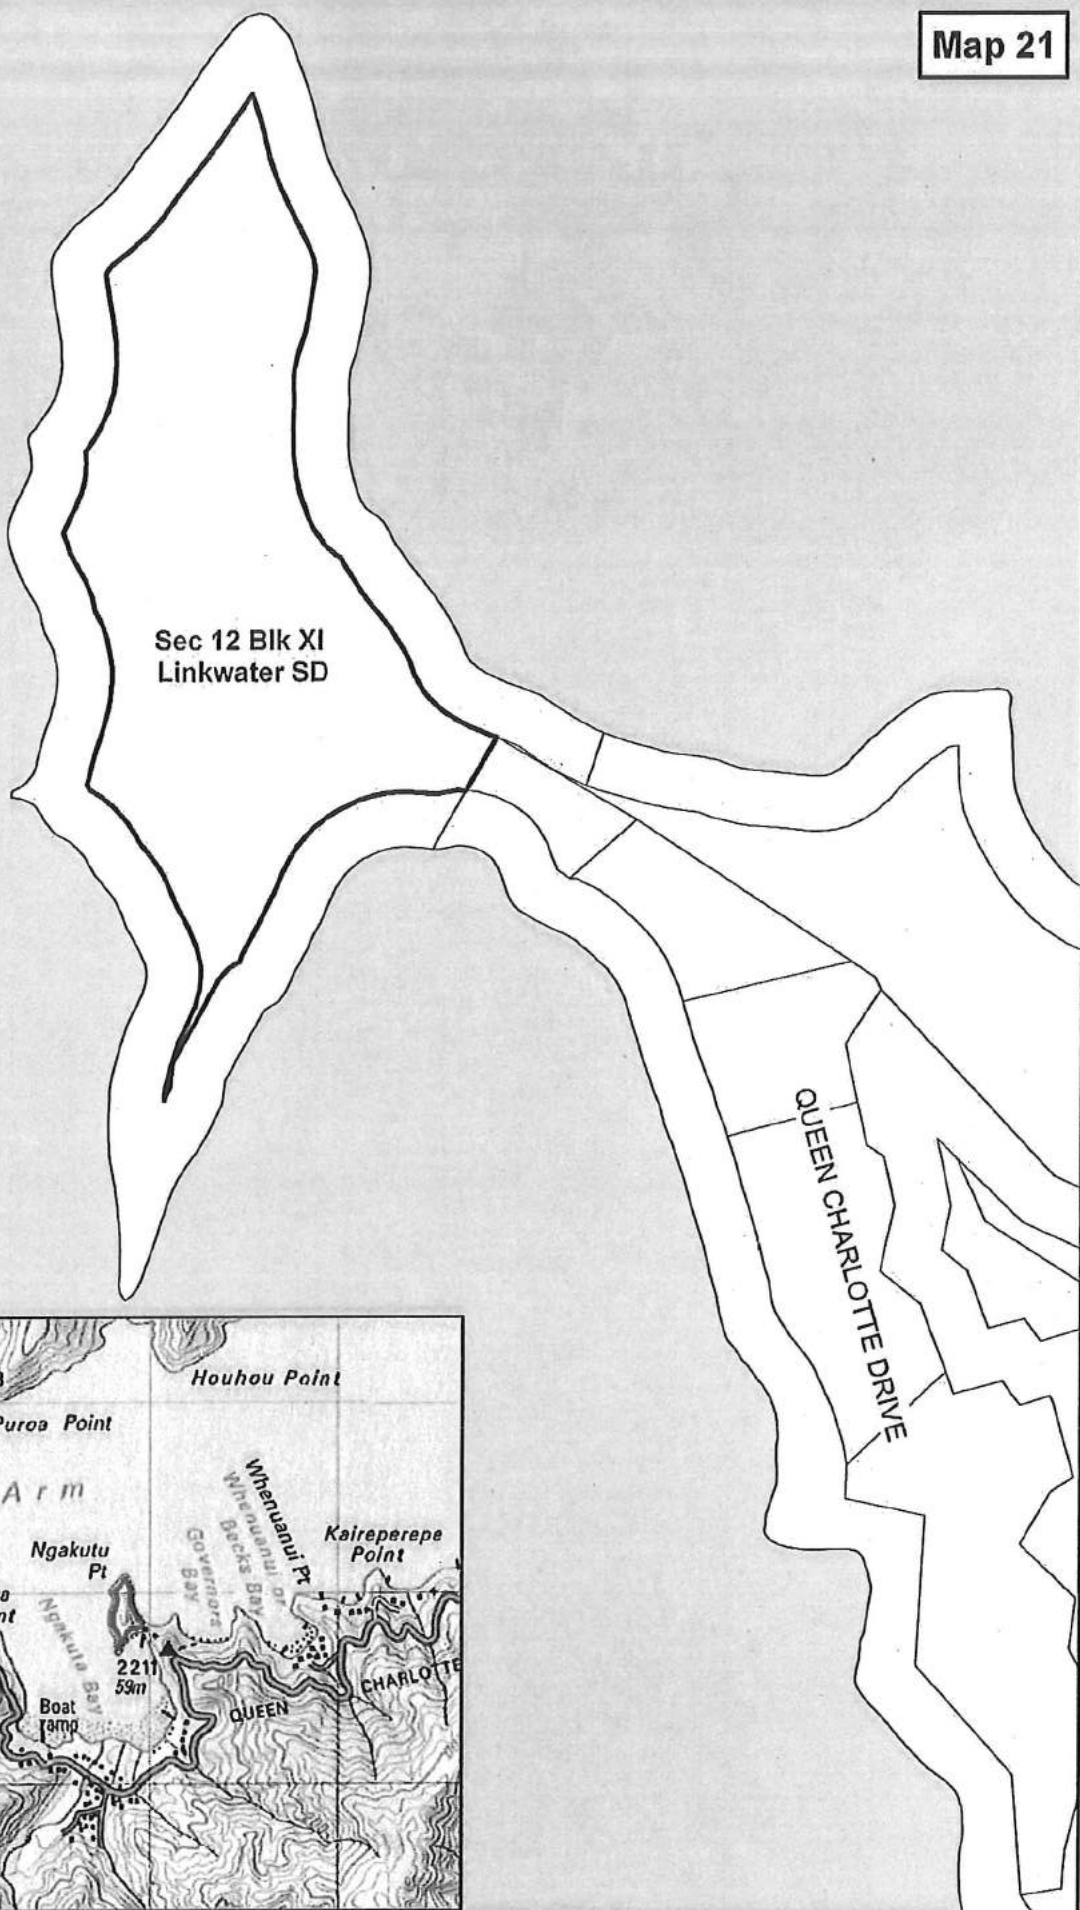 Map 21
Sec 12 Blk XI
Linkwater SD
QUEEN CHARLOTTE DRIVE
Houhou Point
Puroa Point
Arm
Whenuanui Pt
Whenuanui or
Becks Bay
Governors
Bay
Kaireperepe
Point
Ngakutu
Pt
Ngakuta Bay
2211
59m
Boat
ramp
QUEEN
CHARLOTTE